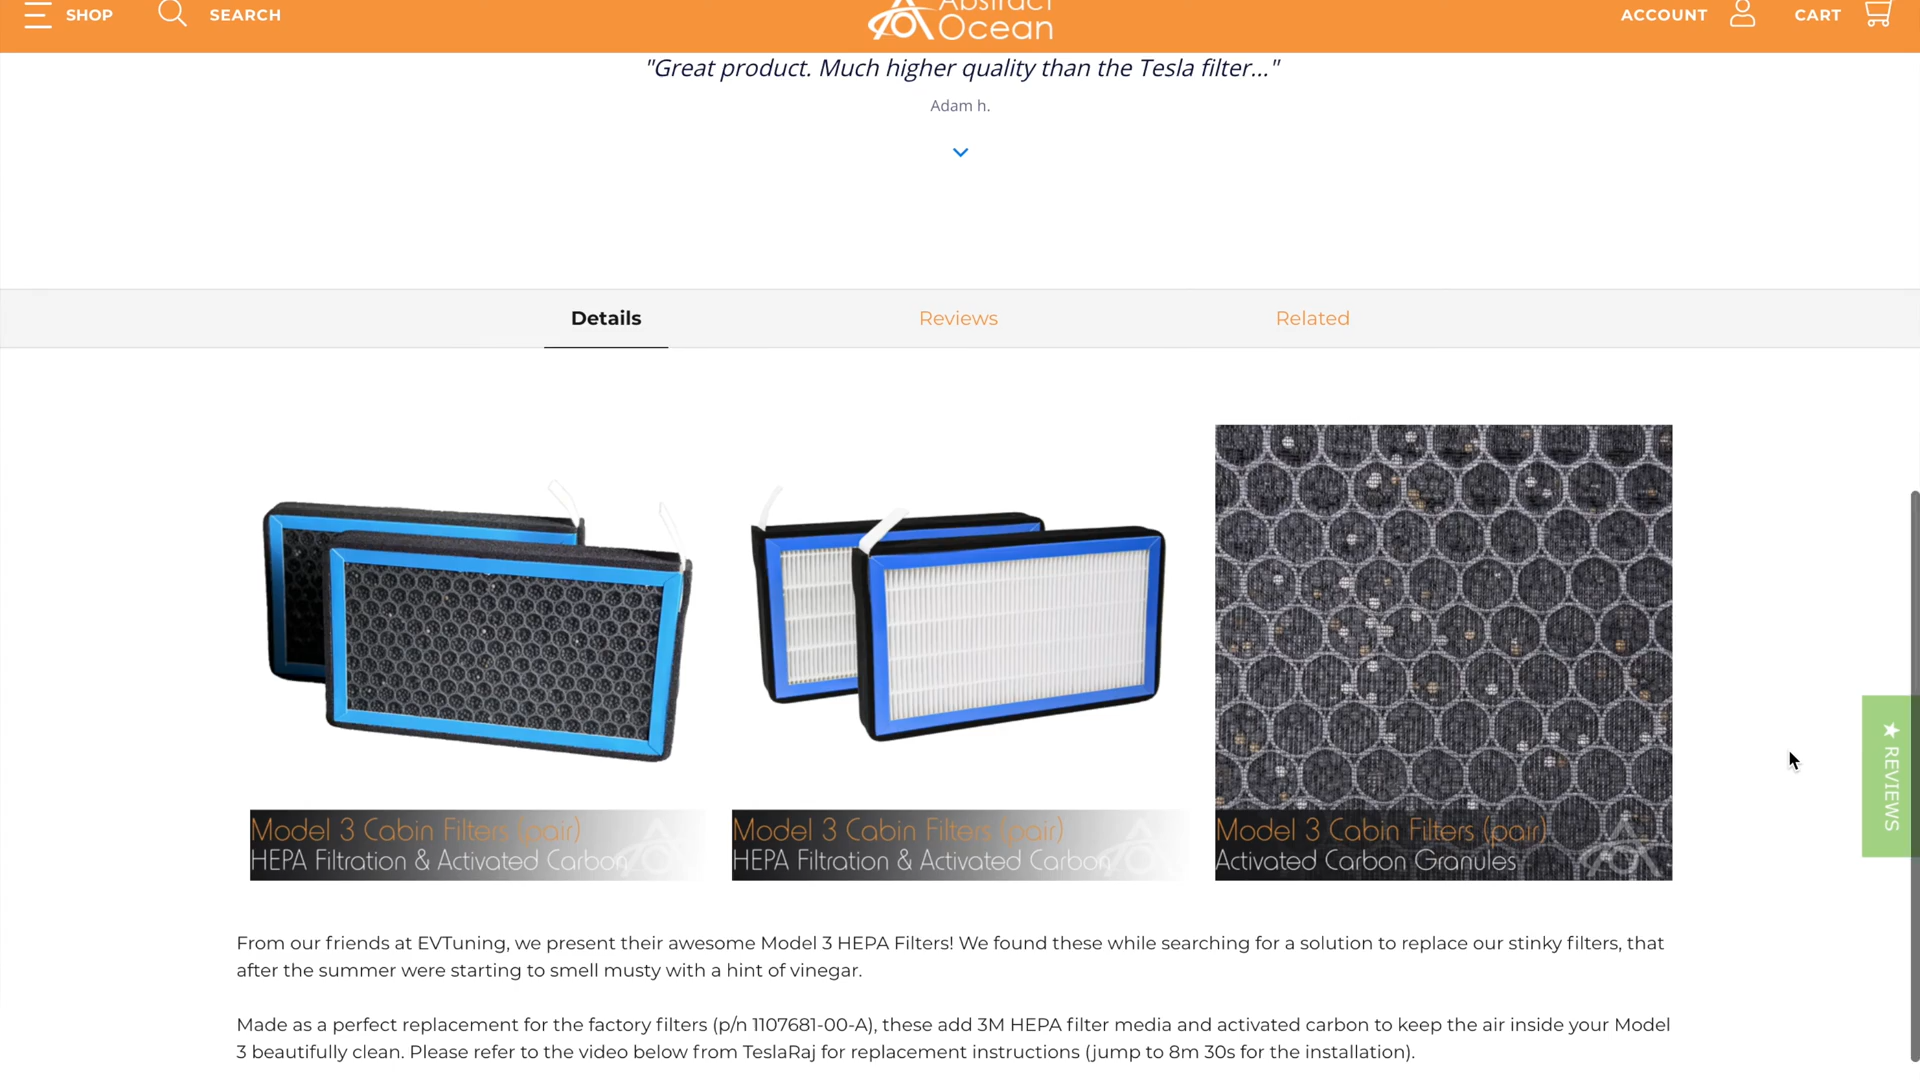 SHOP
SEARCH
Abstract
Ocean
ACCOUNT
CART
"Great product. Much higher quality than the Tesla filter..."
Adam h.
Details
Reviews
Related
Model 3 Cabin Filters (pair)
HEPA Filtration & Activated Carbon
Model 3 Cabin Filters (pair)
HEPA Filtration & Activated Carbon
Model 3 Cabin Filters (pair)
Activated Carbon Granules
★ REVIEWS
From our friends at EVTuning, we present their awesome Model 3 HEPA Filters! We found these while searching for a solution to replace our stinky filters, that
after the summer were starting to smell musty with a hint of vinegar.
Made as a perfect replacement for the factory filters (p/n 1107681-00-A), these add 3M HEPA filter media and activated carbon to keep the air inside your Model
3 beautifully clean. Please refer to the video below from TeslaRaj for replacement instructions (jump to 8m 30s for the installation).